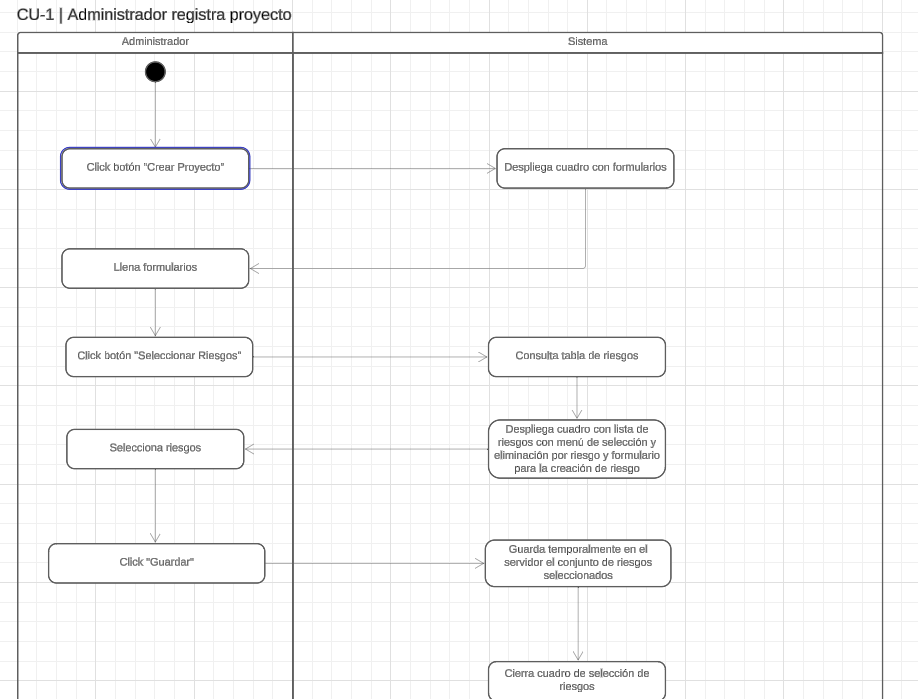 CU-1 | Administrador registra proyecto
Administrador
Sistema
Click botón "Crear Proyecto"
Despliega cuadro con formularios
Llena formularios
Click botón "Seleccionar Riesgos"
Consulta tabla de riesgos
Despliega cuadro con lista de
riesgos con menú de selección y
eliminación por riesgo y formulario
para la creación de riesgo
Selecciona riesgos
Click "Guardar"
Guarda temporalmente en el
servidor el conjunto de riesgos
seleccionados
Cierra cuadro de selección de
riesgos